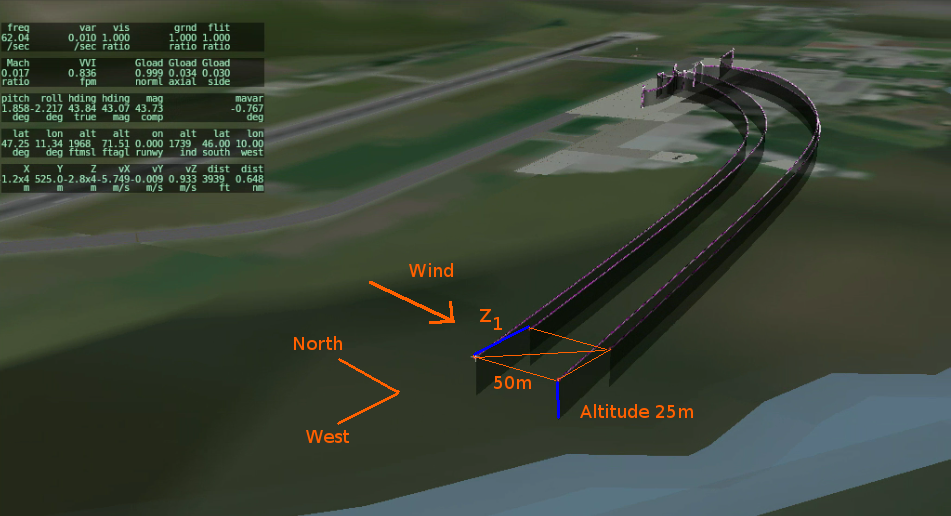 freq var vis grnd flit
62.04 0.010 1.000 1.000 1.000
/sec /sec ratio ratio ratio
Mach VVI Gload Gload Gload
0.017 0.836 0.999 0.034 0.030
ratio fpm norml axial side
pitch roll hding hding mag mavar
1.858-2.217 43.84 43.07 43.73 -0.767
deg deg true mag comp deg
lat lon alt alt on alt lat lon
47.25 11.34 1968 71.51 0.000 1739 46.00 10.00
deg deg ftmsl ftagl runwy ind south west
X Y Z vX vY vZ dist dist
1.2x4 525.0-2.8x4-5.749-0.009 0.933 3939 0.648
m m m m/s m/s m/s ft nm
Wind
Z1
North
50m
Altitude 25m
West